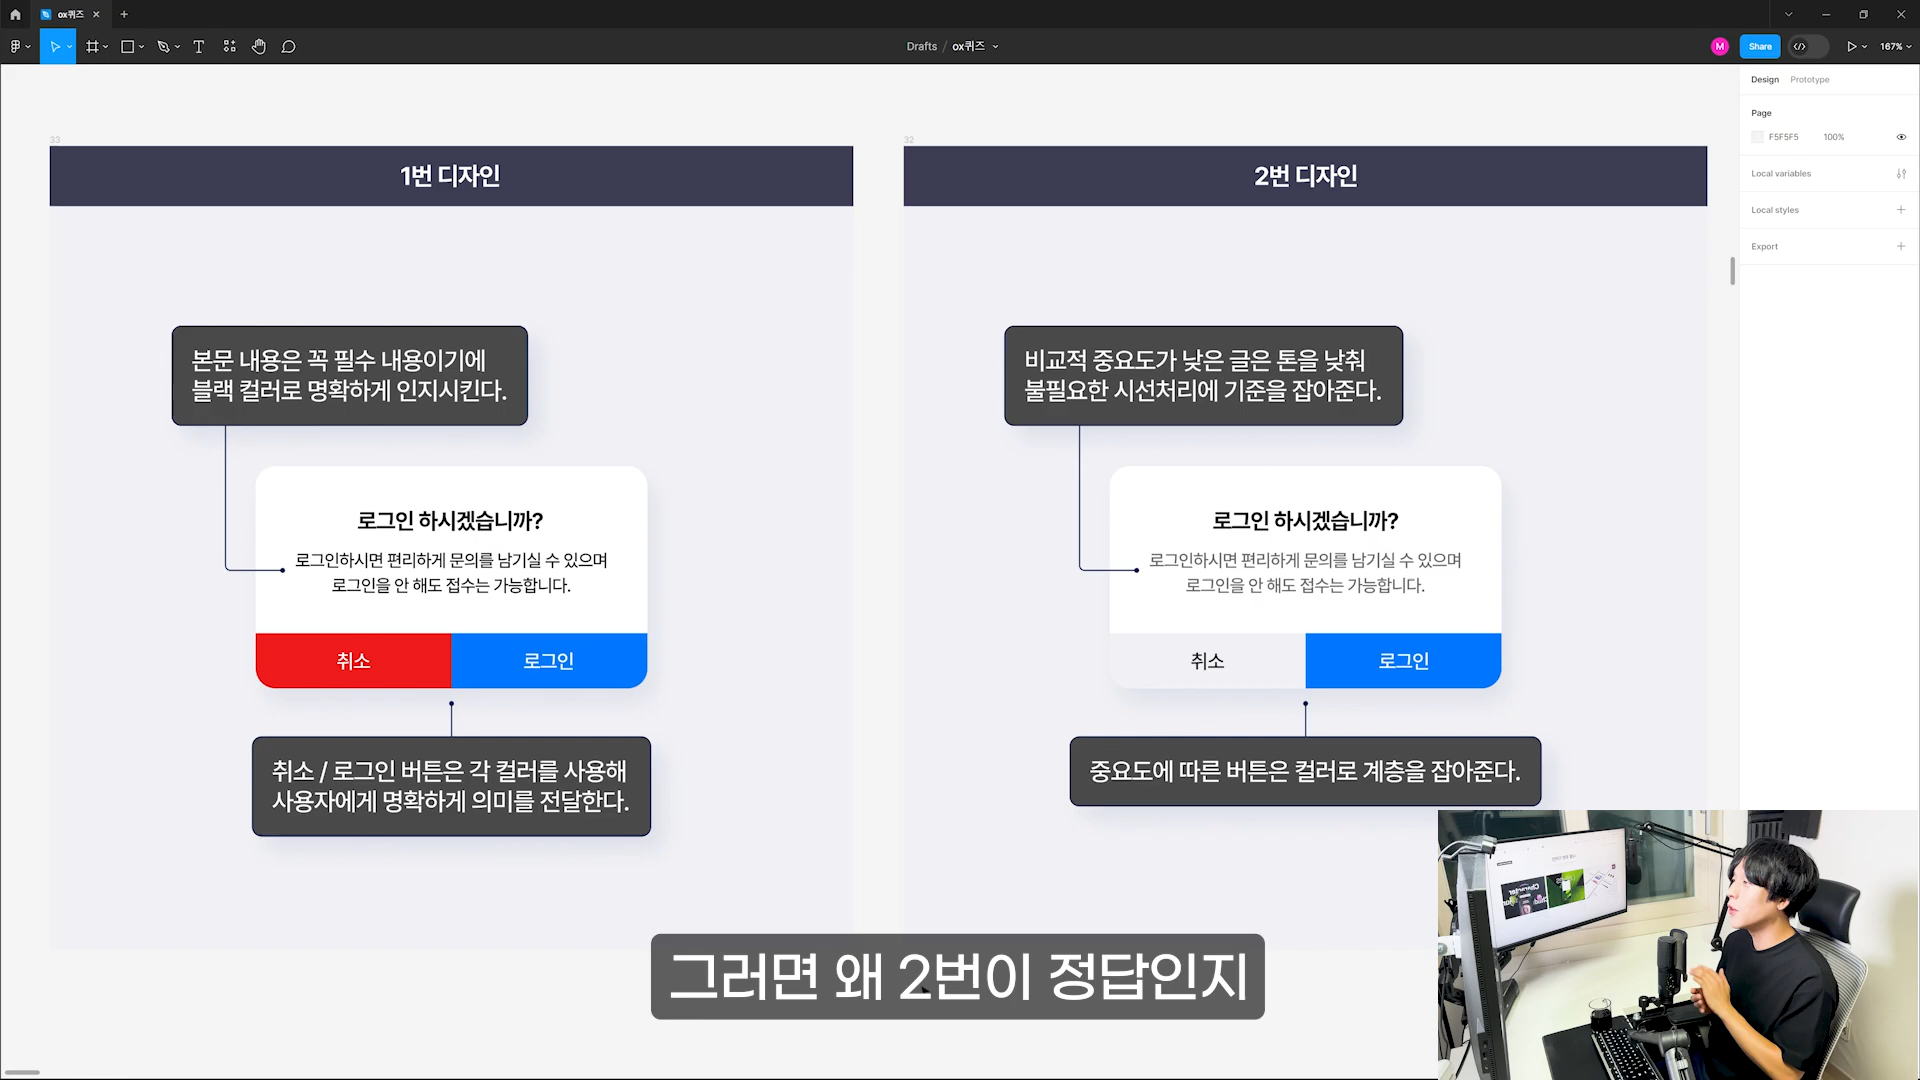 ox퀴즈
Drafts / ox퀴즈
M
Share
167%
Design Prototype
Page
F5F5F5 100%
Local variables
Local styles
Export
33
1번 디자인
본문 내용은 꼭 필수 내용이기에
블랙 컬러로 명확하게 인지시킨다.
로그인 하시겠습니까?
로그인하시면 편리하게 문의를 남기실 수 있으며
로그인을 안 해도 접수는 가능합니다.
취소 로그인
취소 / 로그인 버튼은 각 컬러를 사용해
사용자에게 명확하게 의미를 전달한다.
32
2번 디자인
비교적 중요도가 낮은 글은 톤을 낮춰
불필요한 시선처리에 기준을 잡아준다.
로그인 하시겠습니까?
로그인하시면 편리하게 문의를 남기실 수 있으며
로그인을 안 해도 접수는 가능합니다.
취소 로그인
중요도에 따른 버튼은 컬러로 계층을 잡아준다.
그러면 왜 2번이 정답인지